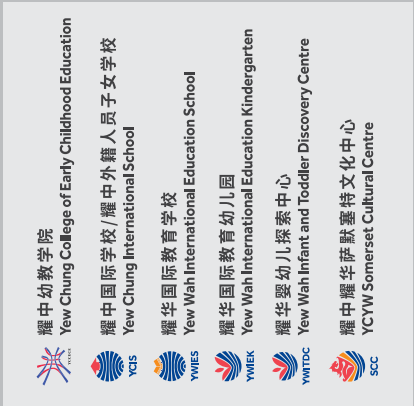 耀中幼教学院
Yew Chung College of Early Childhood Education
YCIS
耀中国际学校/耀中外籍人员子女学校
Yew Chung International School
YWIES
耀华国际教育学校
Yew Wah International Education School
YWIEK
耀华国际教育幼儿园
Yew Wah International Education Kindergarten
YWITDC
耀华婴幼儿探索中心
Yew Wah Infant and Toddler Discovery Centre
SCC
耀中耀华萨默塞特文化中心
YCYW Somerset Cultural Centre